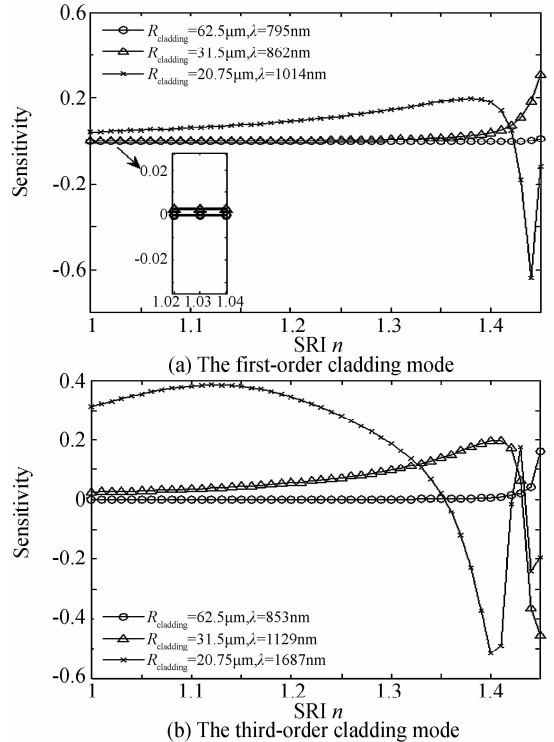 R_cladding=62.5μm,λ=795nm
R_cladding=31.5μm,λ=862nm
R_cladding=20.75μm,λ=1014nm
0.6
0.2
-0.2
-0.6
Sensitivity
0.02
0
-0.02
1.02 1.03 1.04
1 1.1 1.2 1.3 1.4
SRI n
(a) The first-order cladding mode
0.4
0.2
0
-0.2
-0.4
-0.6
Sensitivity
R_cladding=62.5μm,λ=853nm
R_cladding=31.5μm,λ=1129nm
R_cladding=20.75μm,λ=1687nm
1 1.1 1.2 1.3 1.4
SRI n
(b) The third-order cladding mode